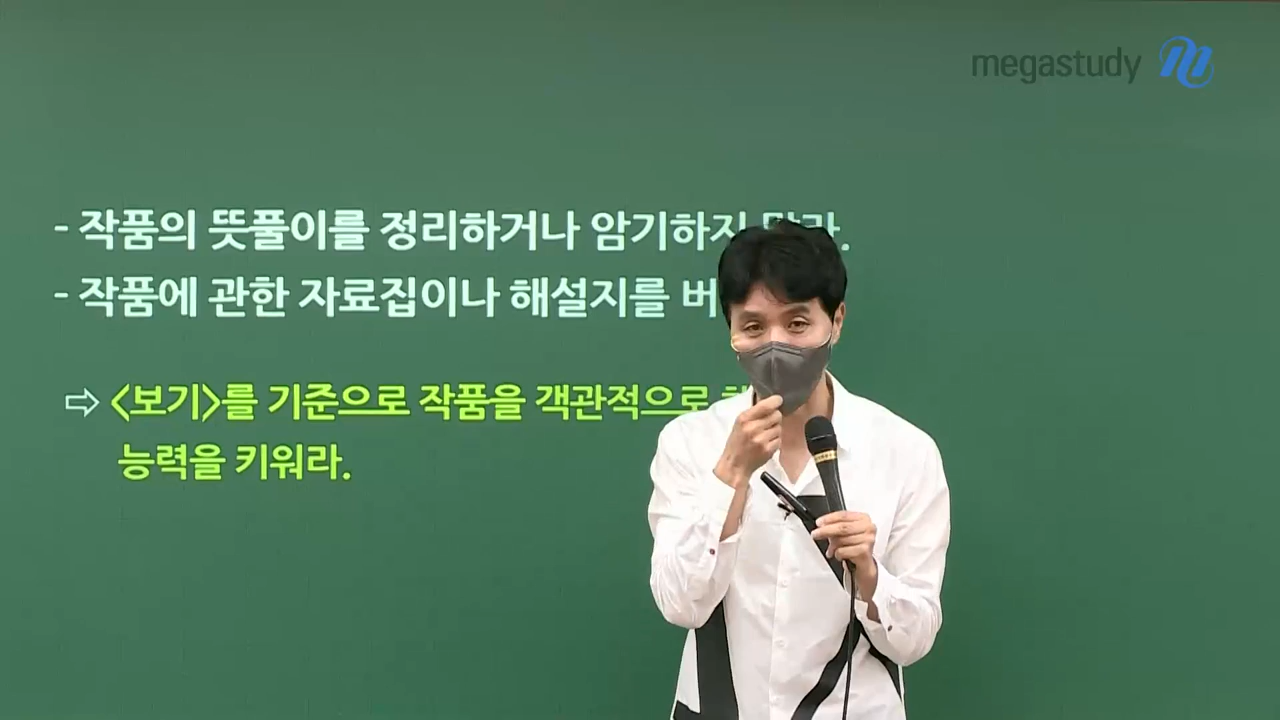 megastudy
- 작품의 뜻풀이를 정리하거나 암기하지 말라.
- 작품에 관한 자료집이나 해설지를
⇨ <보기>를 기준으로 작품을 객관적으로
능력을 키워라.